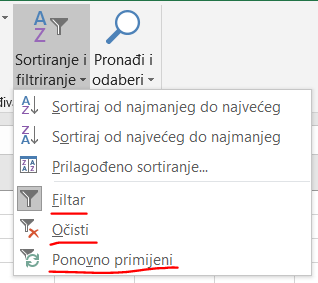 Sortiranje i
filtriranje
Pronađi i
odaberi
điva
Sortiraj od najmanjeg do najvećeg
Sortiraj od najvećeg do najmanjeg
Prilagođeno sortiranje...
Filtar
Očisti
Ponovno primijeni